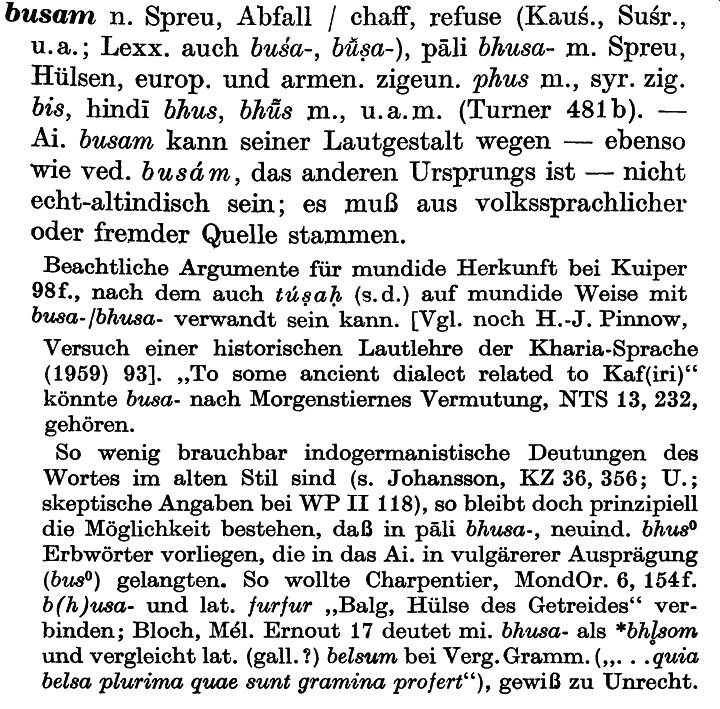 busam n. Spreu, Abfall / chaff, refuse (Kauś., Suśr.,
u.a.; Lexx. auch buśa-, bŭ̄ṣa-), pāli bhusa- m. Spreu,
Hülsen, europ. und armen. zigeun. phus m., syr. zig.
bis, hindī bhus, bhū̃s m., u.a.m. (Turner 481b). —
Ai. busam kann seiner Lautgestalt wegen — ebenso
wie ved. busám, das anderen Ursprungs ist — nicht
echt-altindisch sein; es muß aus volkssprachlicher
oder fremder Quelle stammen.
Beachtliche Argumente für mundide Herkunft bei Kuiper
98f., nach dem auch túṣaḥ (s.d.) auf mundide Weise mit
busa-/bhusa- verwandt sein kann. [Vgl. noch H.-J. Pinnow,
Versuch einer historischen Lautlehre der Kharia-Sprache
(1959) 93]. „To some ancient dialect related to Kaf(iri)“
könnte busa- nach Morgenstiernes Vermutung, NTS 13, 232,
gehören.
So wenig brauchbar indogermanistische Deutungen des
Wortes im alten Stil sind (s. Johansson, KZ 36, 356; U.;
skeptische Angaben bei WP II 118), so bleibt doch prinzipiell
die Möglichkeit bestehen, daß in pāli bhusa-, neuind. bhus⁰
Erbwörter vorliegen, die in das Ai. in vulgärerer Ausprägung
(bus⁰) gelangten. So wollte Charpentier, MondOr. 6, 154f.
b(h)usa- und lat. furfur „Balg, Hülse des Getreides“ ver-
binden; Bloch, Mél. Ernout 17 deutet mi. bhusa- als *bhl̥som
und vergleicht lat. (gall.?) belsum bei Verg. Gramm. („. . .quia
belsa plurima quae sunt gramina profert“), gewiß zu Unrecht.